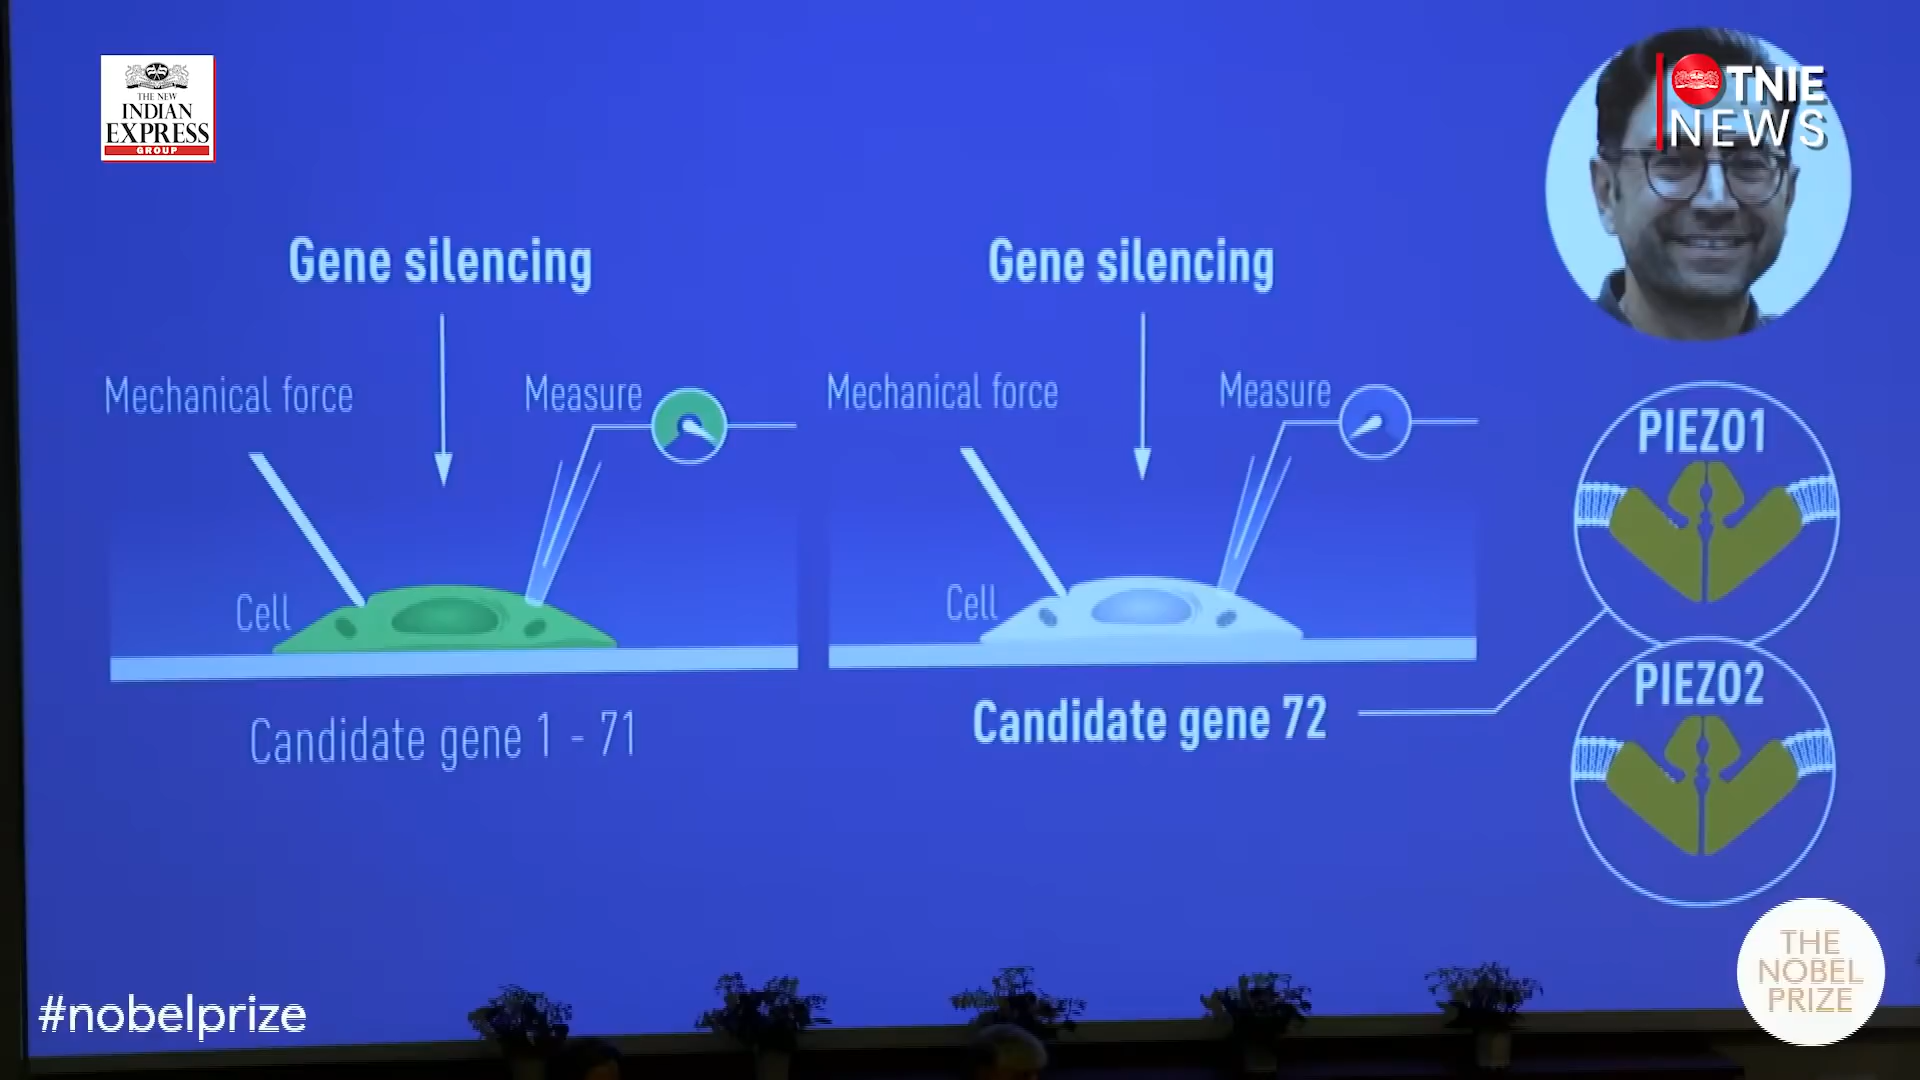 THE NEW
INDIAN
EXPRESS
GROUP
TNIE
NEWS
Gene silencing
Mechanical force
Measure
Cell
Candidate gene 1 - 71
Gene silencing
Mechanical force
Measure
Cell
Candidate gene 72
PIEZO1
PIEZO2
#nobelprize
THE
NOBEL
PRIZE